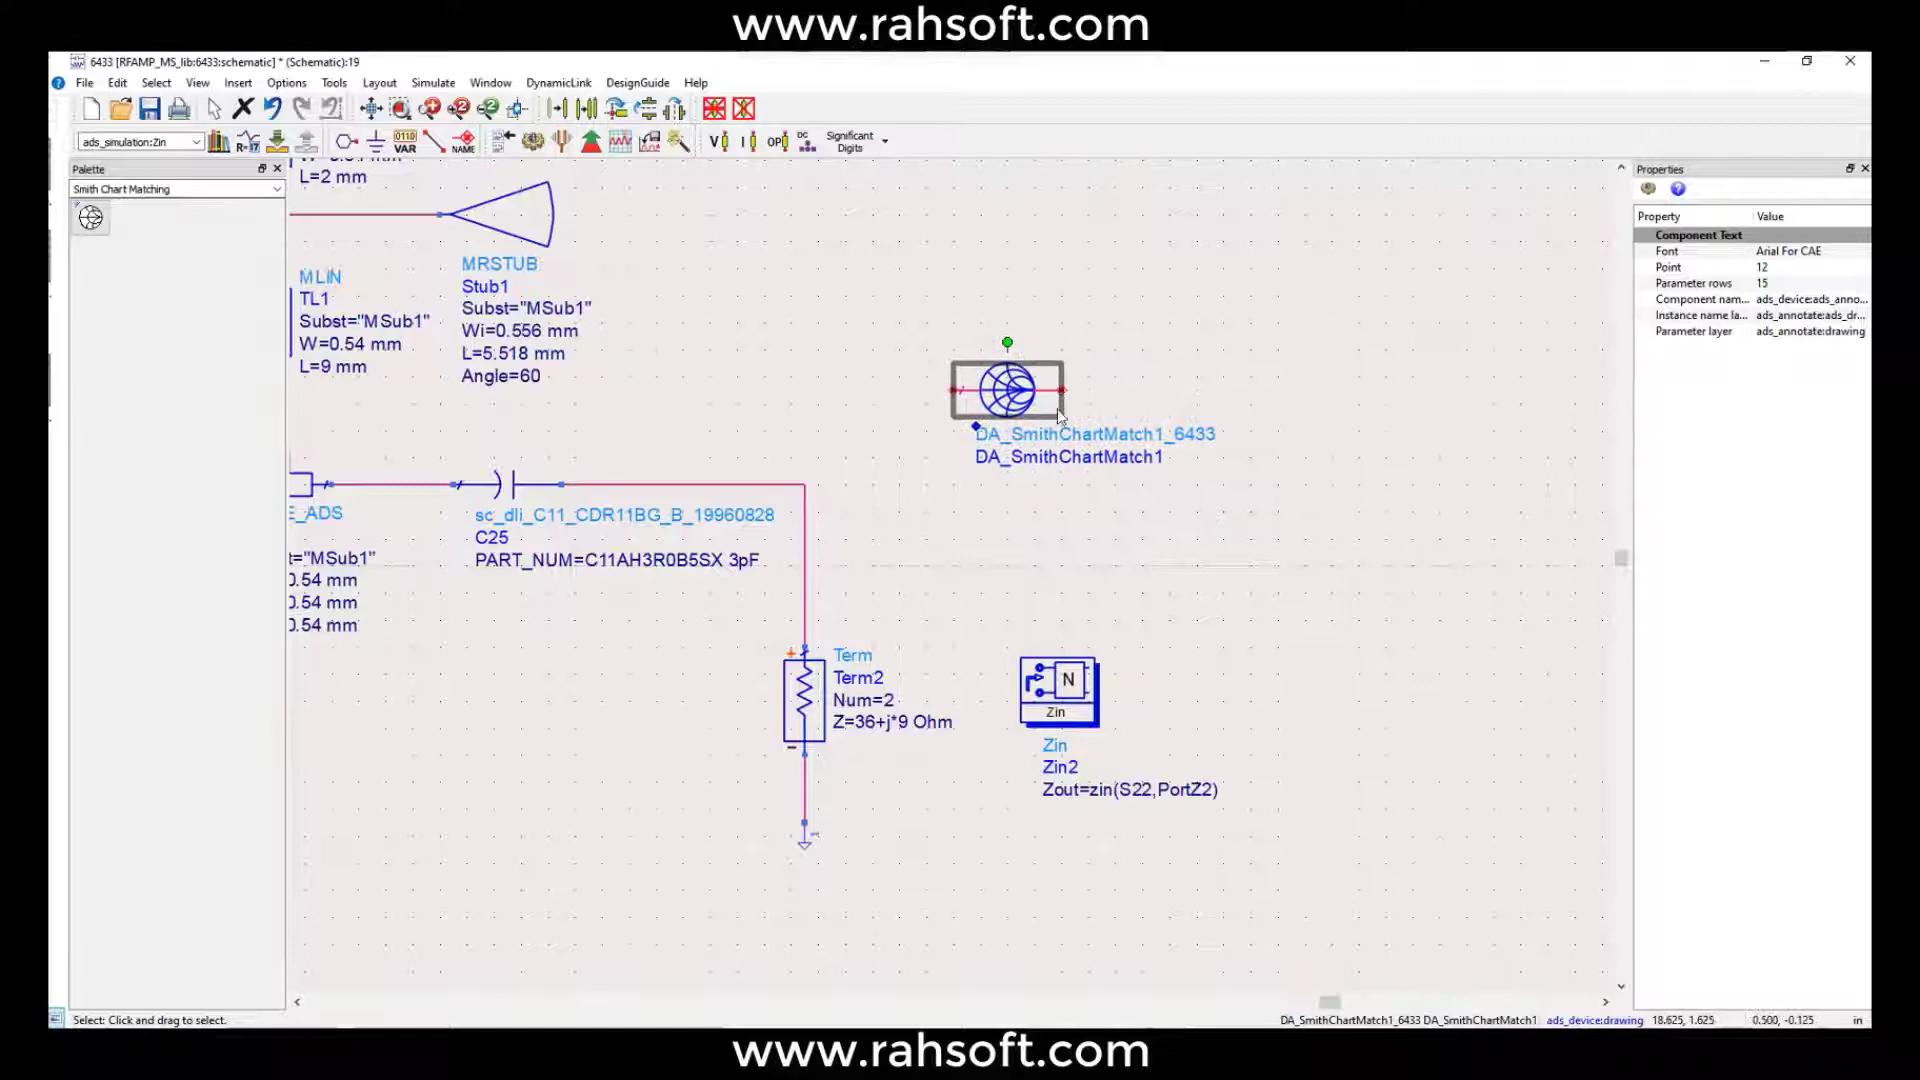 www.rahsoft.com
6433 [RFAMP_MS_lib:6433:schematic] * (Schematic):19
File Edit Select View Insert Options Tools Layout Simulate Window DynamicLink DesignGuide Help
ads_simulation:Zin
VAR
NAME
Significant
Digits
Palette
Smith Chart Matching
L=2 mm
MLIN
TL1
Subst="MSub1"
W=0.54 mm
L=9 mm
MRSTUB
Stub1
Subst="MSub1"
Wi=0.556 mm
L=5.518 mm
Angle=60
DA_SmithChartMatch1_6433
DA_SmithChartMatch1
E_ADS
t="MSub1"
0.54 mm
0.54 mm
0.54 mm
sc_dli_C11_CDR11BG_B_19960828
C25
PART_NUM=C11AH3R0B5SX 3pF
Term
Term2
Num=2
Z=36+j*9 Ohm
N
Zin
Zin
Zin2
Zout=zin(S22,PortZ2)
Properties
Property Value
Component Text
Font Arial For CAE
Point 12
Parameter rows 15
Component nam... ads_device:ads_anno...
Instance name la... ads_annotate:ads_dr...
Parameter layer ads_annotate:drawing
Select: Click and drag to select.
DA_SmithChartMatch1_6433 DA_SmithChartMatch1 ads_device:drawing 18.625, 1.625 0.500, -0.125 in
www.rahsoft.com